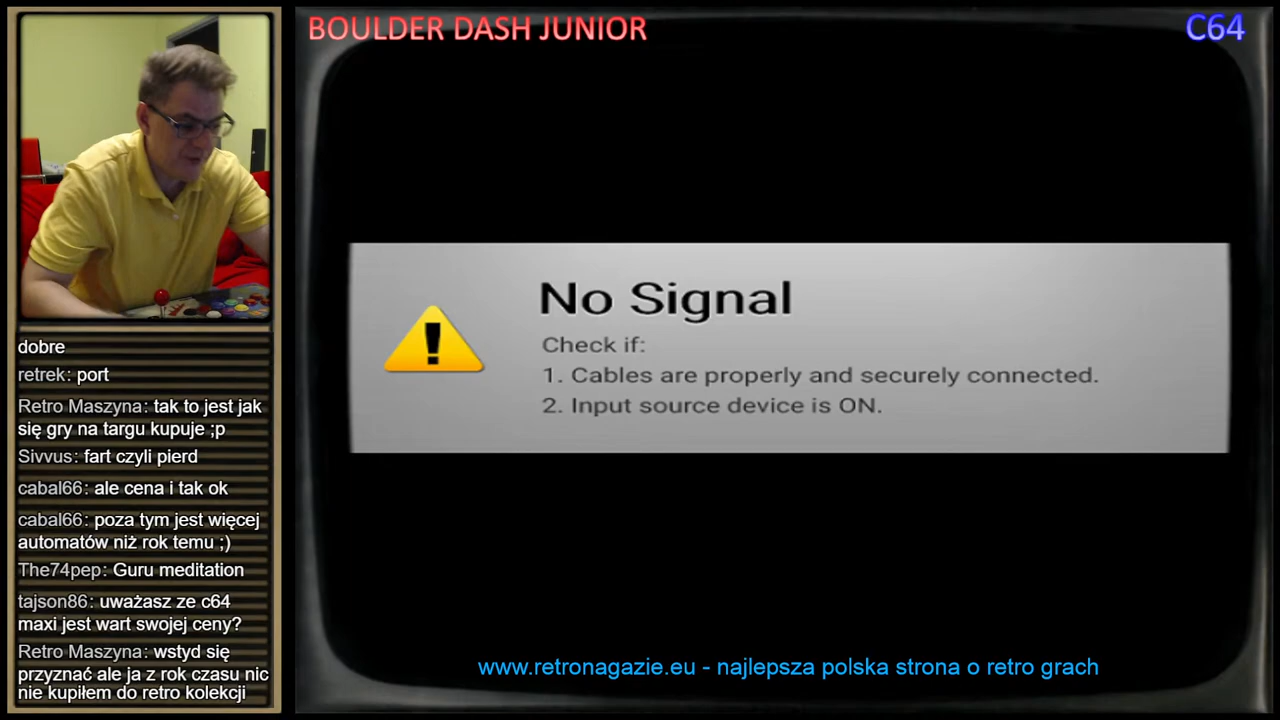 BOULDER DASH JUNIOR
C64
No Signal
Check if:
1. Cables are properly and securely connected.
2. Input source device is ON.
www.retronagazie.eu - najlepsza polska strona o retro grach
dobre
retrek: port
Retro Maszyna: tak to jest jak
się gry na targu kupuje ;p
Sivvus: fart czyli pierd
cabal66: ale cena i tak ok
cabal66: poza tym jest więcej
automatów niż rok temu ;)
The74pep: Guru meditation
tajson86: uważasz ze c64
maxi jest wart swojej ceny?
Retro Maszyna: wstyd się
przyznać ale ja z rok czasu nic
nie kupiłem do retro kolekcji